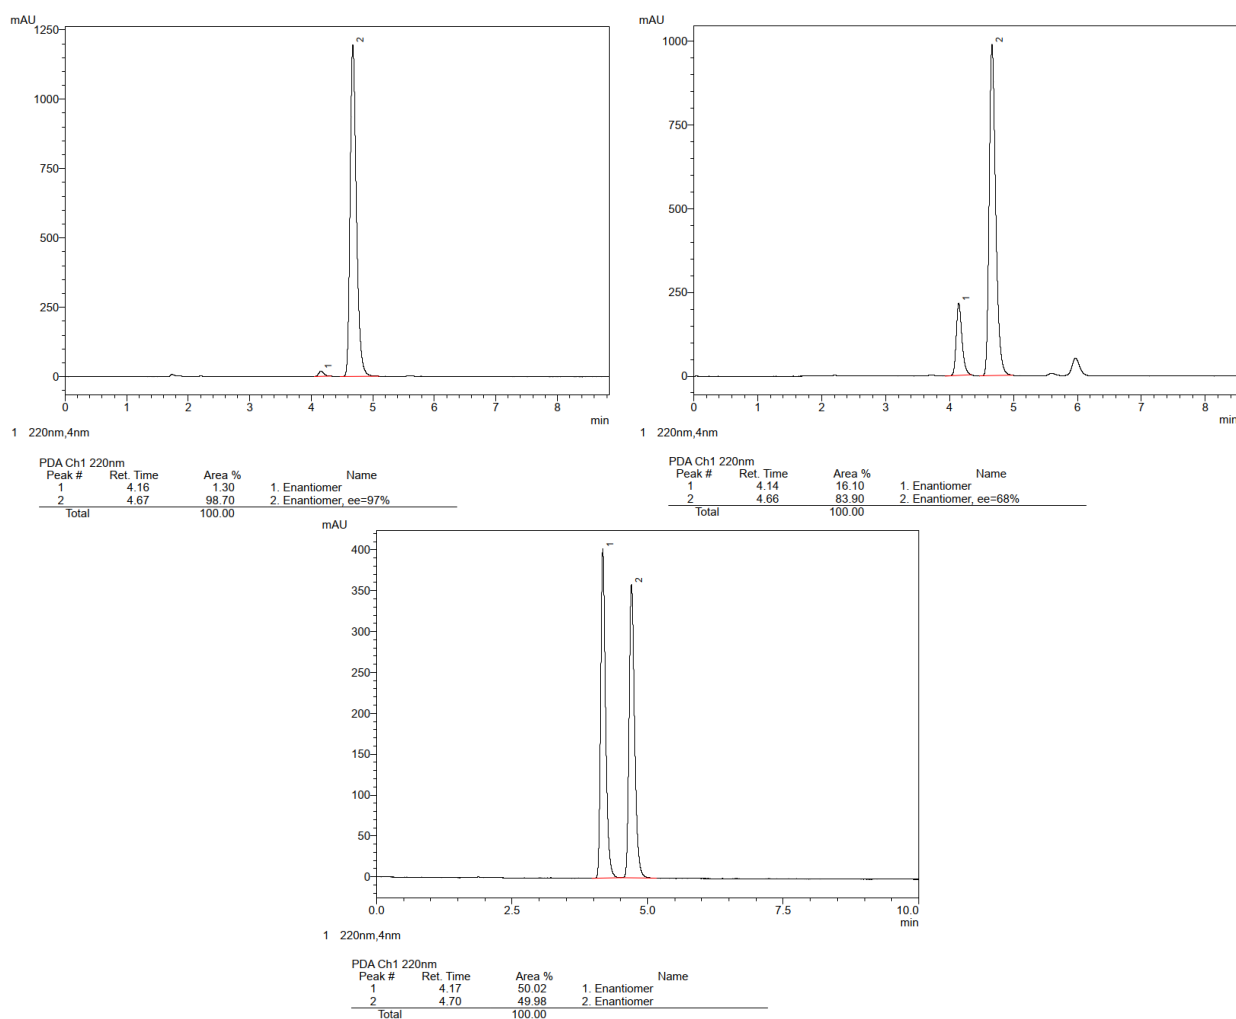 mAU
1250
1000
750
500
250
0
1
2
0 1 2 3 4 5 6 7 8
min
1 220nm,4nm
PDA Ch1 220nm
Peak # Ret. Time Area % Name
1 4.16 1.30 1. Enantiomer
2 4.67 98.70 2. Enantiomer, ee=97%
Total 100.00
mAU
1000
750
500
250
0
1
2
0 1 2 3 4 5 6 7 8
min
1 220nm,4nm
PDA Ch1 220nm
Peak # Ret. Time Area % Name
1 4.14 16.10 1. Enantiomer
2 4.66 83.90 2. Enantiomer, ee=68%
Total 100.00
mAU
400
350
300
250
200
150
100
50
0
1
2
0.0 2.5 5.0 7.5 10.0
min
1 220nm,4nm
PDA Ch1 220nm
Peak # Ret. Time Area % Name
1 4.17 50.02 1. Enantiomer
2 4.70 49.98 2. Enantiomer
Total 100.00